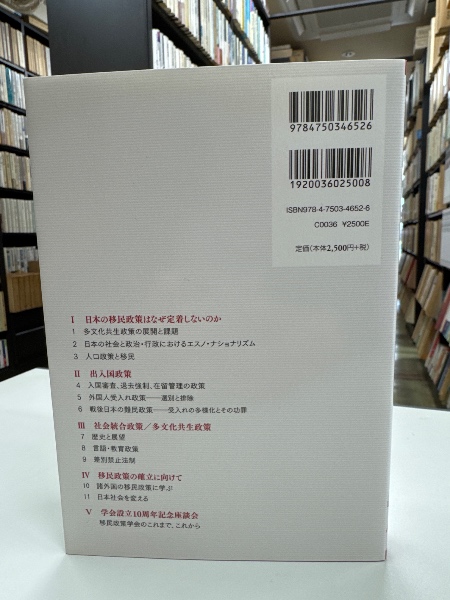 9784750346526
1920036025008
ISBN978-4-7503-4652-6
C0036 ¥2500E
定価(本体2,500円+税)
I 日本の移民政策はなぜ定着しないのか
1 多文化共生政策の展開と課題
2 日本の社会と政治・行政におけるエスノ・ナショナリズム
3 人口政策と移民
II 出入国政策
4 入国審査、退去強制、在留管理の政策
5 外国人受入れ政策──選別と排除
6 戦後日本の難民政策──受入れの多様化とその功罪
III 社会統合政策/多文化共生政策
7 歴史と展望
8 言語・教育政策
9 差別禁止法制
IV 移民政策の確立に向けて
10 諸外国の移民政策に学ぶ
11 日本社会を変える
V 学会設立10周年記念座談会
移民政策学会のこれまで、これから